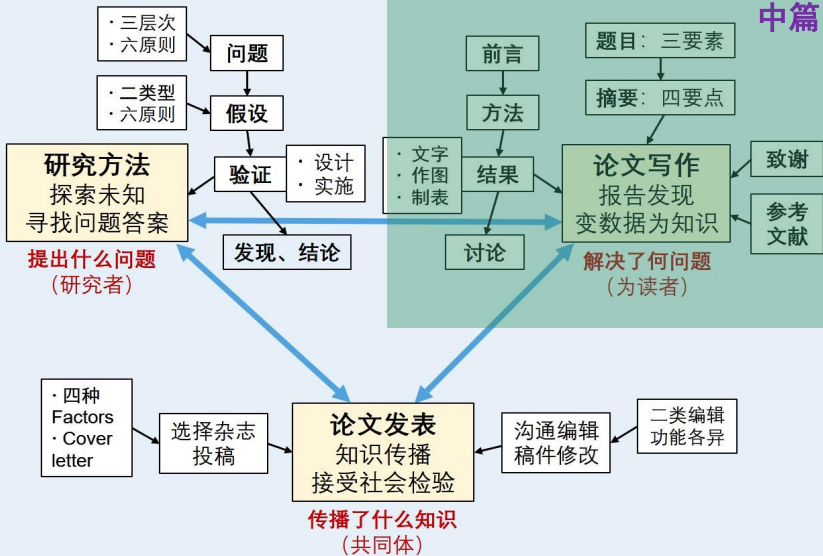 中篇
· 三层次
· 六原则
问题
· 二类型
· 六原则
假设
研究方法
探索未知
寻找问题答案
验证
· 设计
· 实施
发现、结论
提出什么问题
（研究者）
前言
方法
· 文字
· 作图
· 制表
结果
讨论
题目：三要素
摘要：四要点
论文写作
报告发现
变数据为知识
致谢
参考
文献
解决了何问题
（为读者）
· 四种
Factors
· Cover
letter
选择杂志
投稿
论文发表
知识传播
接受社会检验
沟通编辑
稿件修改
二类编辑
功能各异
传播了什么知识
（共同体）